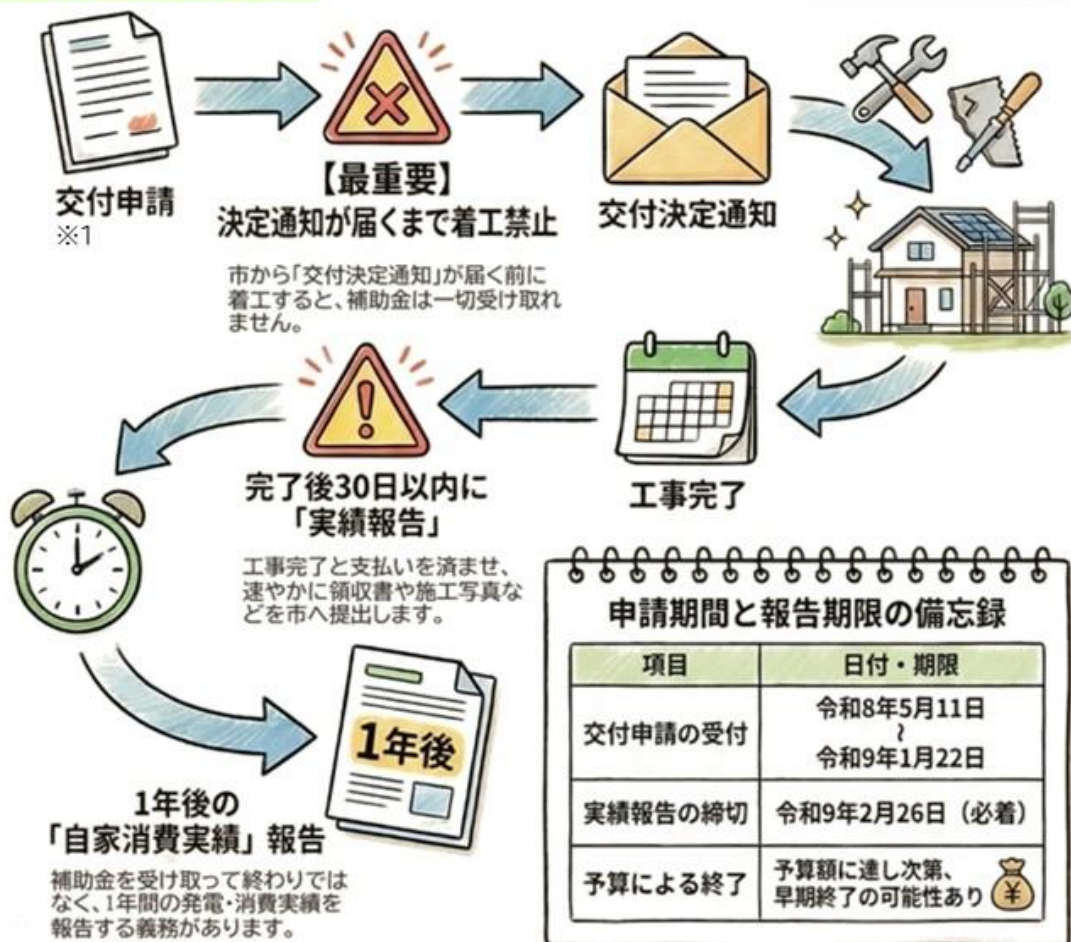 交付申請
※1
【最重要】
決定通知が届くまで着工禁止
市から「交付決定通知」が届く前に
着工すると、補助金は一切受け取れ
ません。
交付決定通知
工事完了
完了後30日以内に
「実績報告」
工事完了と支払いを済ませ、
速やかに領収書や施工写真な
どを市へ提出します。
1年後
1年後の
「自家消費実績」報告
補助金を受け取って終わりでは
なく、1年間の発電・消費実績を
報告する義務があります。
申請期間と報告期限の備忘録
項目 日付・期限
交付申請の受付 令和8年5月11日
~
令和9年1月22日
実績報告の締切 令和9年2月26日（必着）
予算による終了 予算額に達し次第、
早期終了の可能性あり ¥